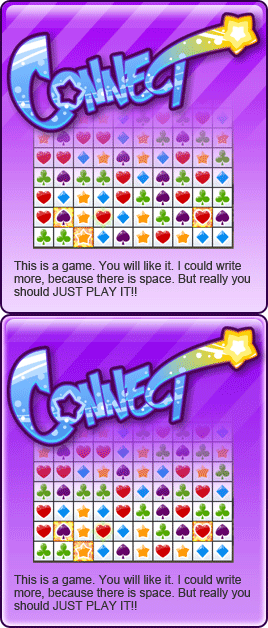 Connect
This is a game. You will like it. I could write
more, because there is space. But really you
should JUST PLAY IT!!
Connect
This is a game. You will like it. I could write
more, because there is space. But really you
should JUST PLAY IT!!